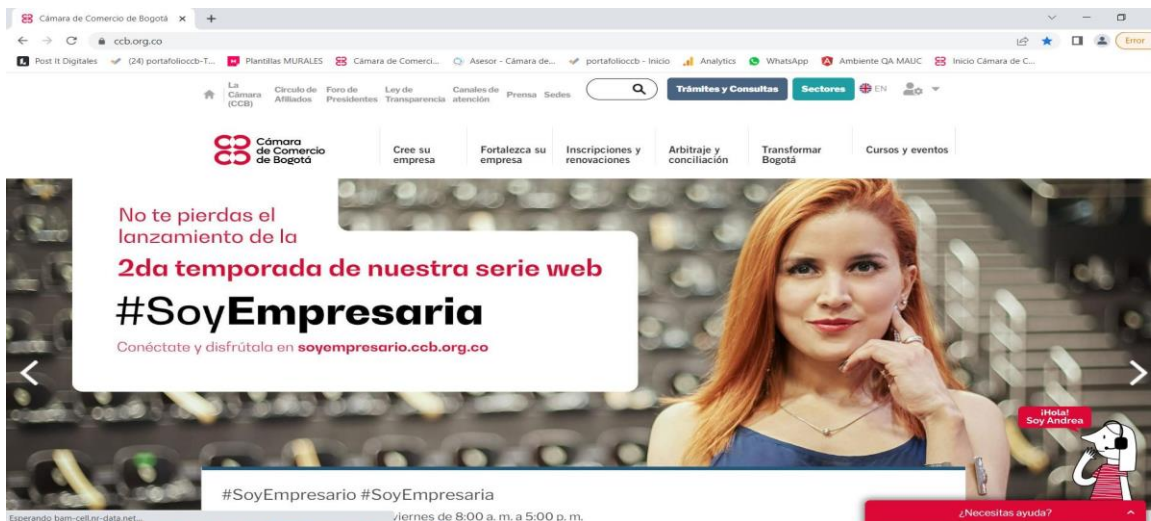 Cámara de Comercio de Bogotá
ccb.org.co
Error
Post It Digitales (24) portafolioccb-T... Plantillas MURALES Cámara de Comerci... Asesor - Cámara de... portafolioccb - Inicio Analytics WhatsApp Ambiente QA MAUC Inicio Cámara de C...
La
Cámara
(CCB)
Círculo de
Afiliados
Foro de
Presidentes
Ley de
Transparencia
Canales de
atención
Prensa Sedes
Trámites y Consultas
Sectores
EN
Cámara
de Comercio
de Bogotá
Cree su
empresa
Fortalezca su
empresa
Inscripciones y
renovaciones
Arbitraje y
conciliación
Transformar
Bogotá
Cursos y eventos
No te pierdas el
lanzamiento de la
2da temporada de nuestra serie web
#SoyEmpresaria
Conéctate y disfrútala en soyempresario.ccb.org.co
¡Hola!
Soy Andrea
#SoyEmpresario #SoyEmpresaria
viernes de 8:00 a. m. a 5:00 p. m.
¿Necesitas ayuda?
Esperando bam-cell.nr-data.net...